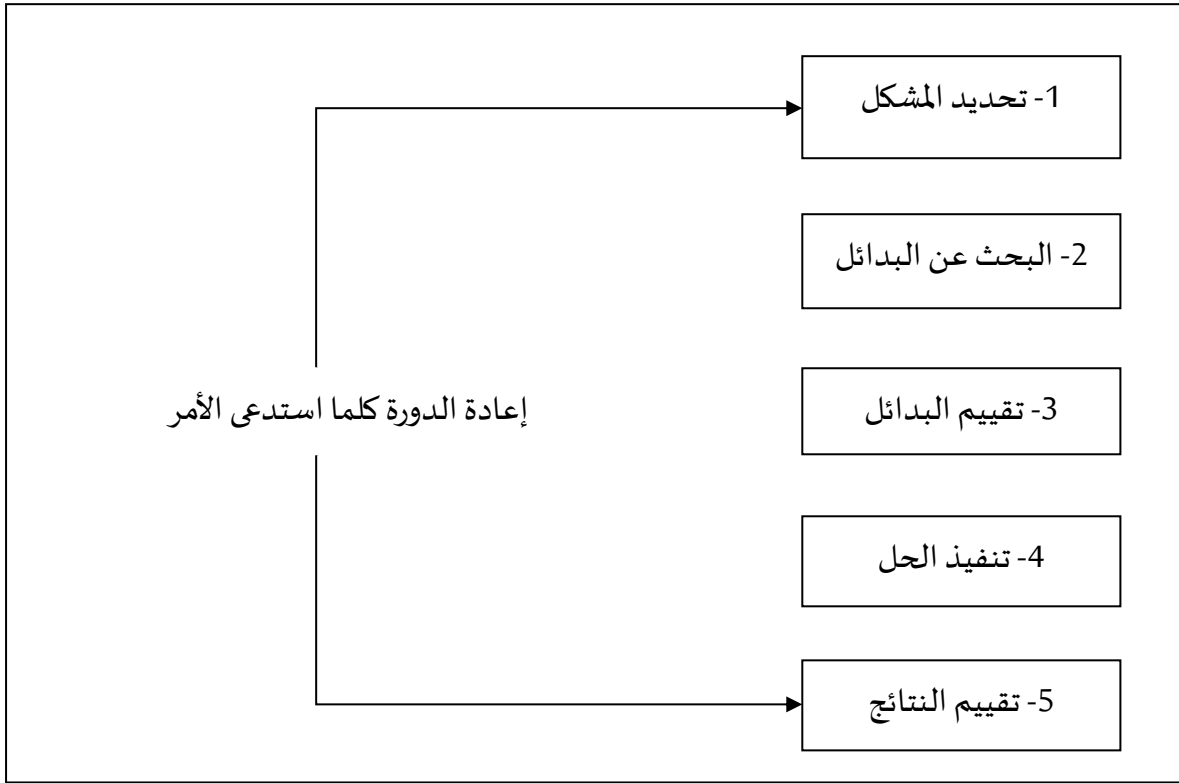 1- تحديد المشكل
2- البحث عن البدائل
3- تقييم البدائل
إعادة الدورة كلما استدعى الأمر
4- تنفيذ الحل
5- تقييم النتائج